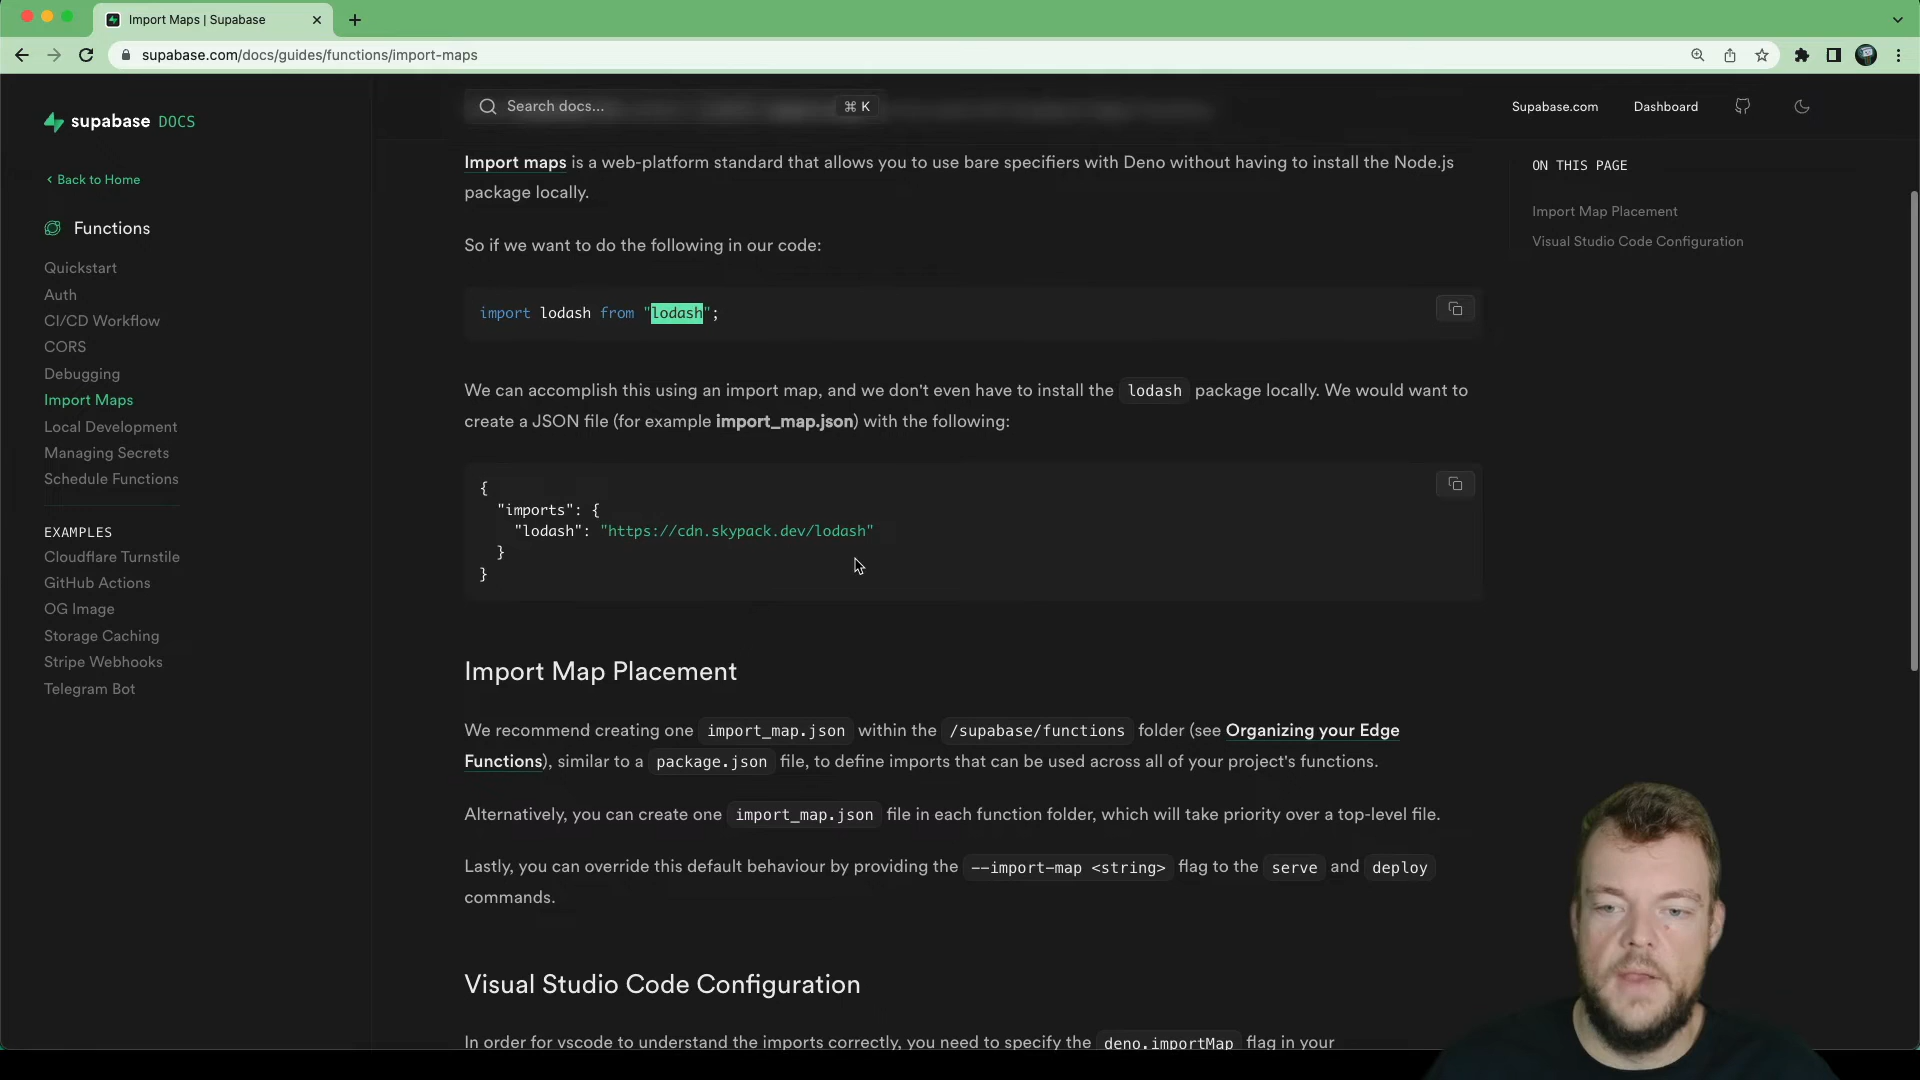 Import Maps | Supabase
supabase.com/docs/guides/functions/import-maps
supabase DOCS
Search docs...
⌘ K
Supabase.com
Dashboard
< Back to Home
Functions
Quickstart
Auth
CI/CD Workflow
CORS
Debugging
Import Maps
Local Development
Managing Secrets
Schedule Functions
EXAMPLES
Cloudflare Turnstile
GitHub Actions
OG Image
Storage Caching
Stripe Webhooks
Telegram Bot
Import maps is a web-platform standard that allows you to use bare specifiers with Deno without having to install the Node.js
package locally.
So if we want to do the following in our code:
import lodash from "lodash";
We can accomplish this using an import map, and we don't even have to install the lodash package locally. We would want to
create a JSON file (for example import_map.json) with the following:
{
"imports": {
"lodash": "https://cdn.skypack.dev/lodash"
}
}
Import Map Placement
We recommend creating one import_map.json within the /supabase/functions folder (see Organizing your Edge
Functions), similar to a package.json file, to define imports that can be used across all of your project's functions.
Alternatively, you can create one import_map.json file in each function folder, which will take priority over a top-level file.
Lastly, you can override this default behaviour by providing the --import-map <string> flag to the serve and deploy
commands.
Visual Studio Code Configuration
In order for vscode to understand the imports correctly, you need to specify the deno.importMap flag in your
ON THIS PAGE
Import Map Placement
Visual Studio Code Configuration